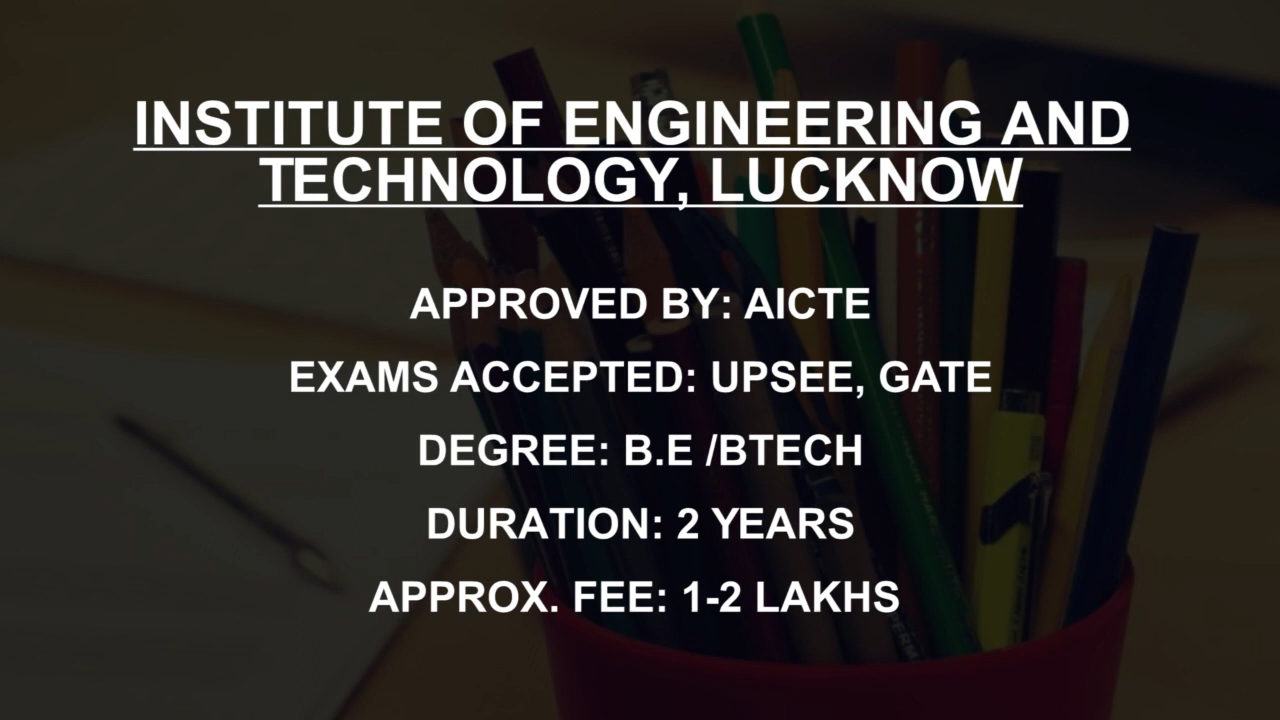 INSTITUTE OF ENGINEERING AND
TECHNOLOGY, LUCKNOW
APPROVED BY: AICTE
EXAMS ACCEPTED: UPSEE, GATE
DEGREE: B.E /BTECH
DURATION: 2 YEARS
APPROX. FEE: 1-2 LAKHS